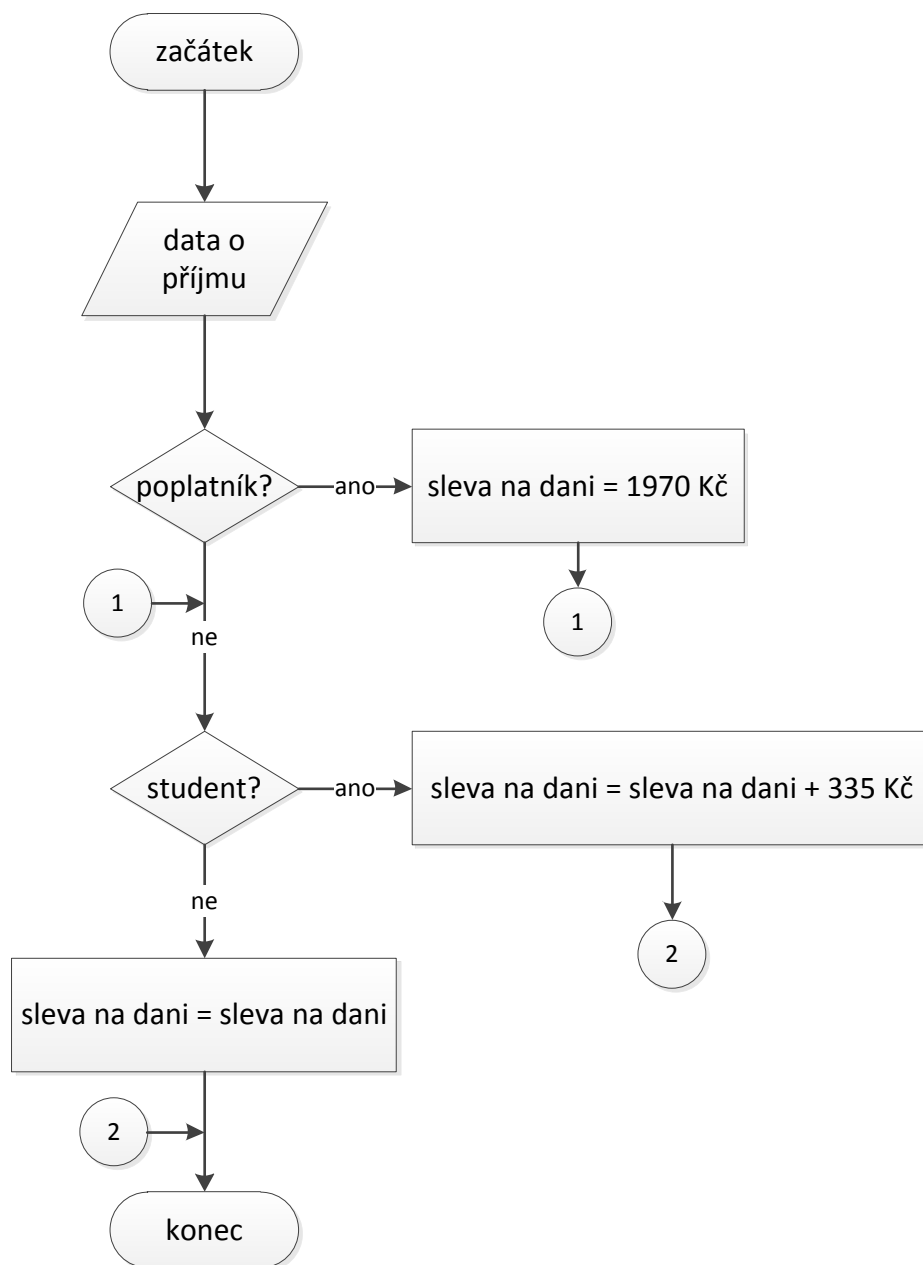 začátek
data o
příjmu
poplatník?
ano
sleva na dani = 1970 Kč
1
1
ne
student?
ano
sleva na dani = sleva na dani + 335 Kč
ne
2
sleva na dani = sleva na dani
2
konec